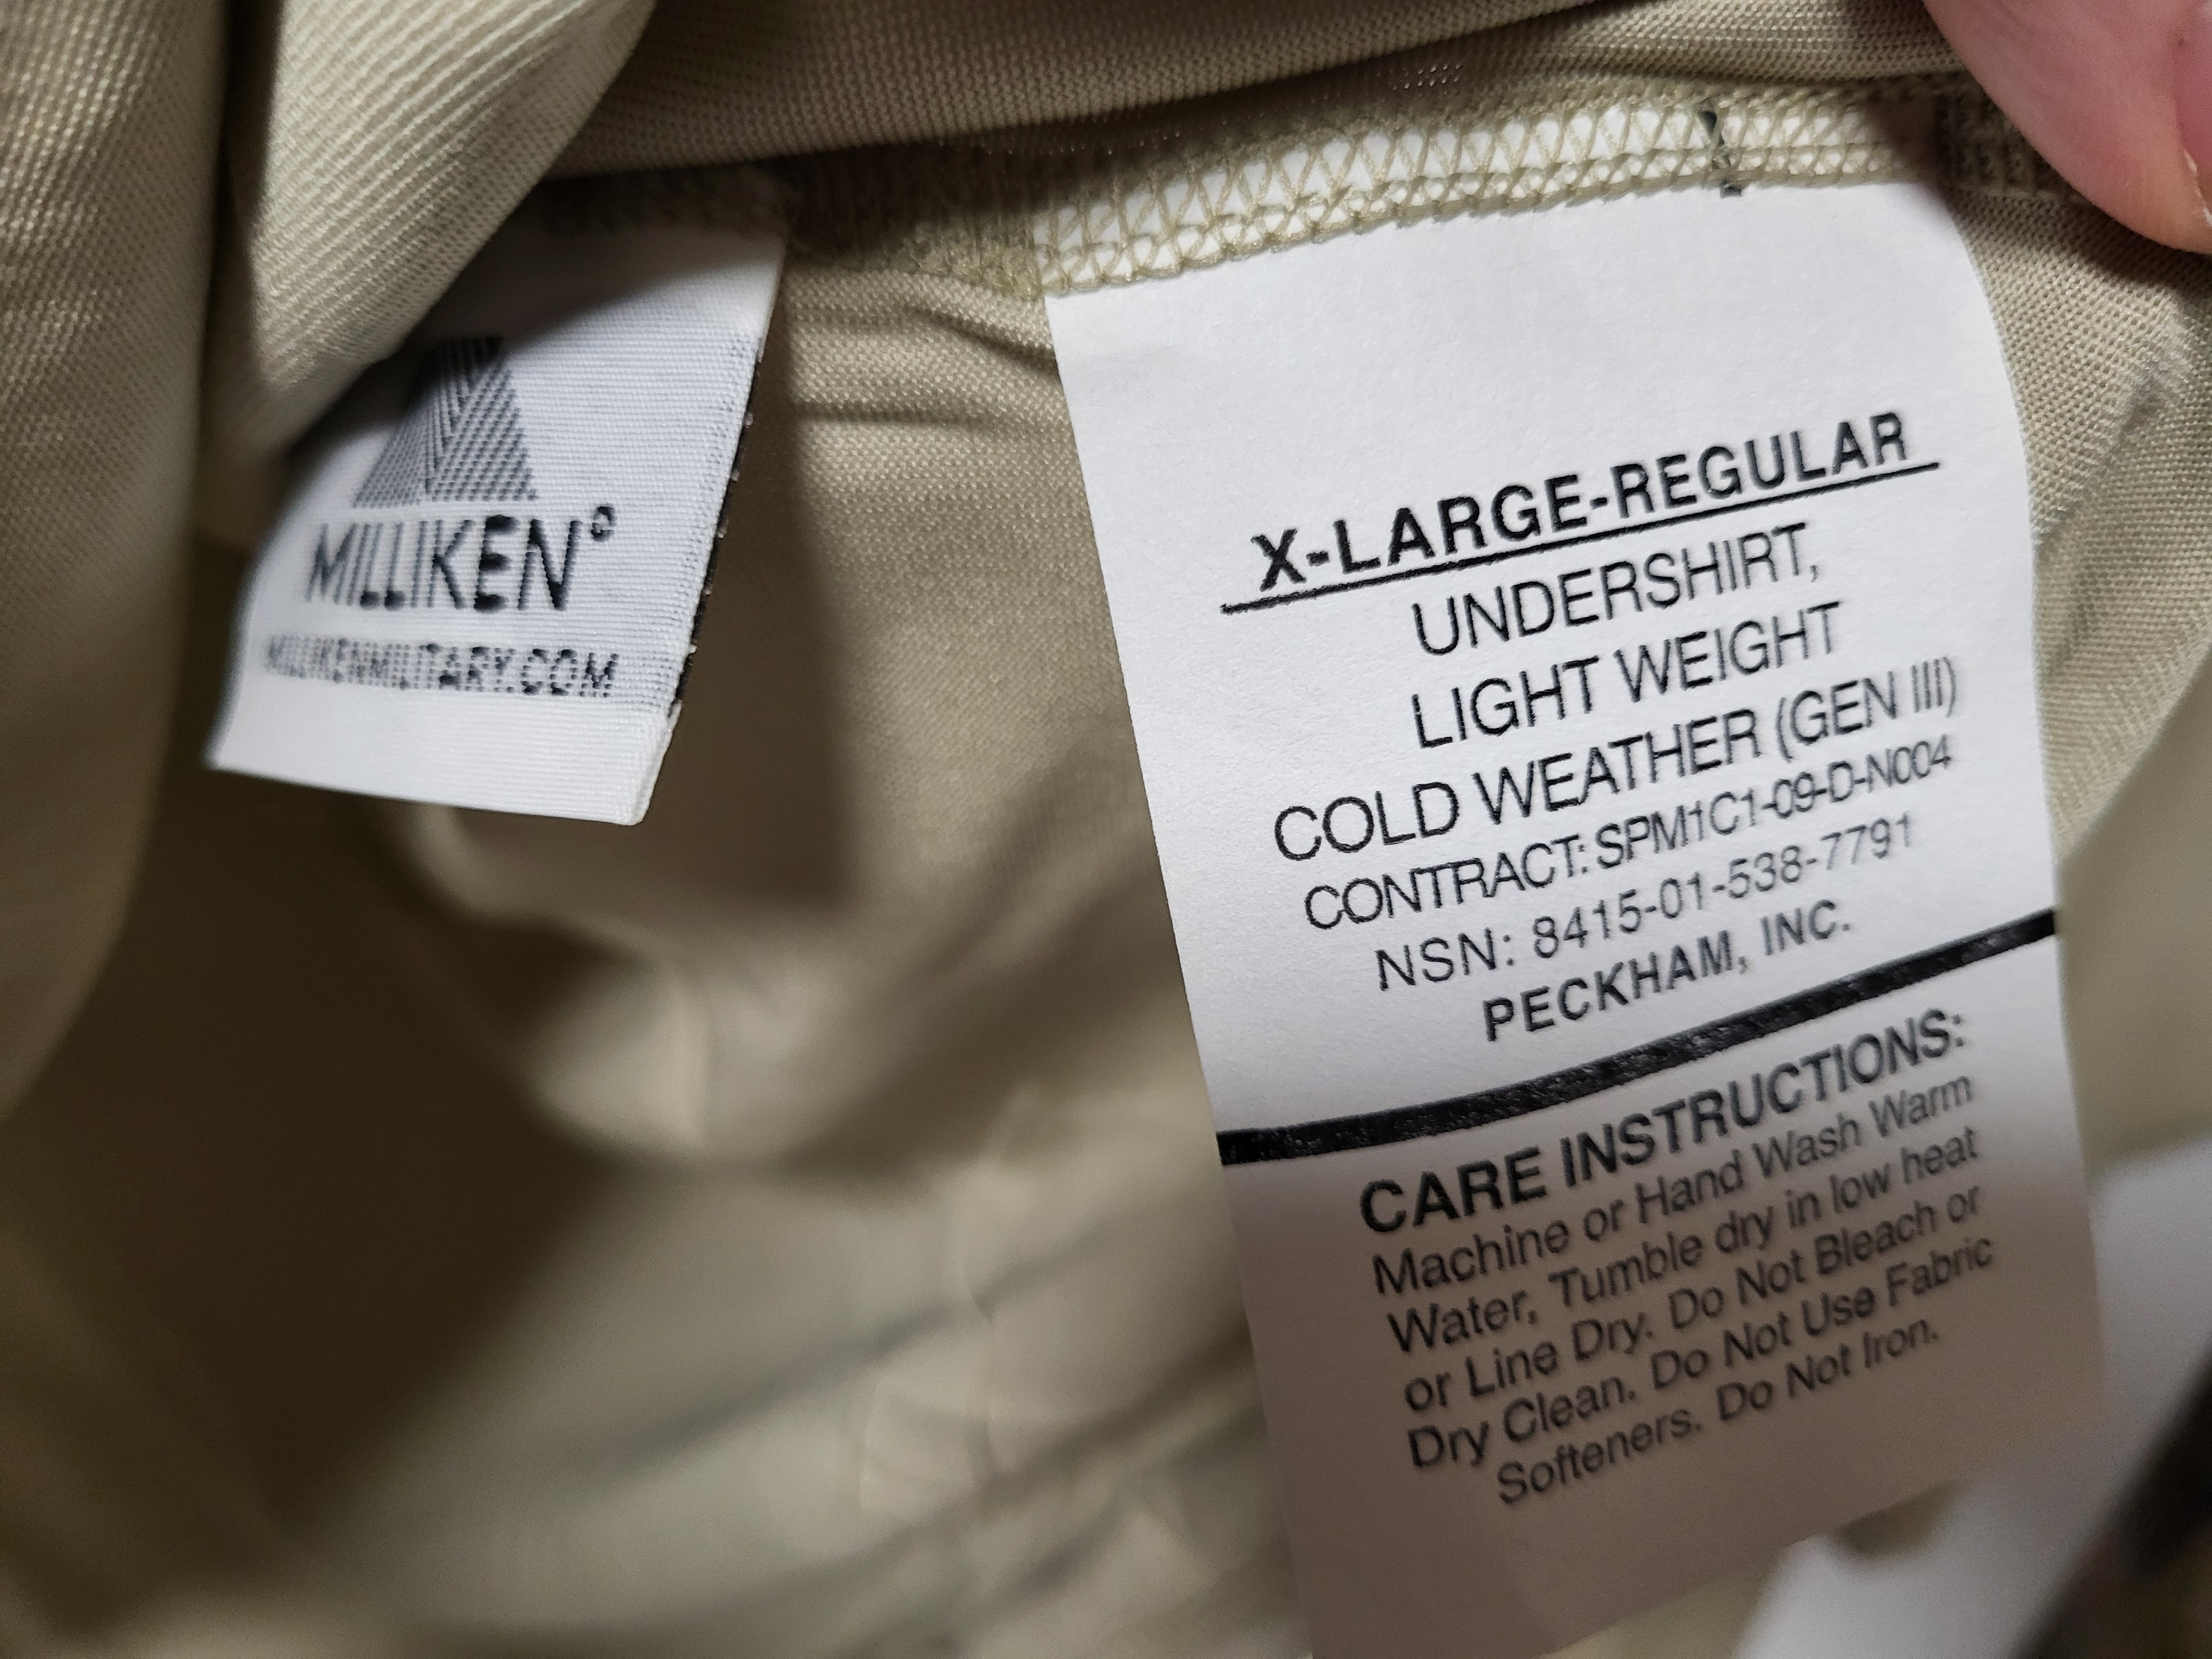 MILLIKEN®
MILLIKENMILITARY.COM
X-LARGE-REGULAR
UNDERSHIRT,
LIGHT WEIGHT
COLD WEATHER (GEN III)
CONTRACT: SPM1C1-09-D-N004
NSN: 8415-01-538-7791
PECKHAM, INC.
CARE INSTRUCTIONS:
Machine or Hand Wash Warm
Water, Tumble dry in low heat
or Line Dry. Do Not Bleach or
Dry Clean. Do Not Use Fabric
Softeners. Do Not Iron.